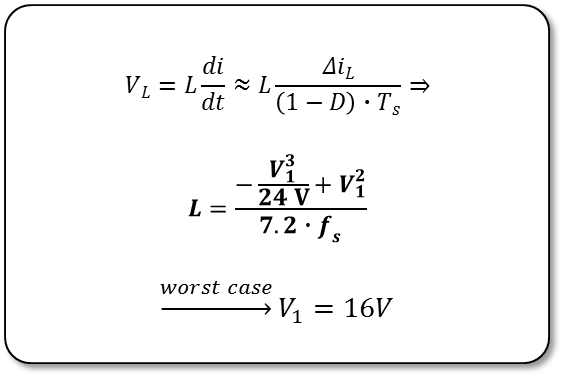 V_L = L di/dt ≈ L Δi_L/((1 − D) · T_s) ⇒
L = (−V_1^3/24 V + V_1^2)/(7.2 · f_s)
worst case
⟶ V_1 = 16V